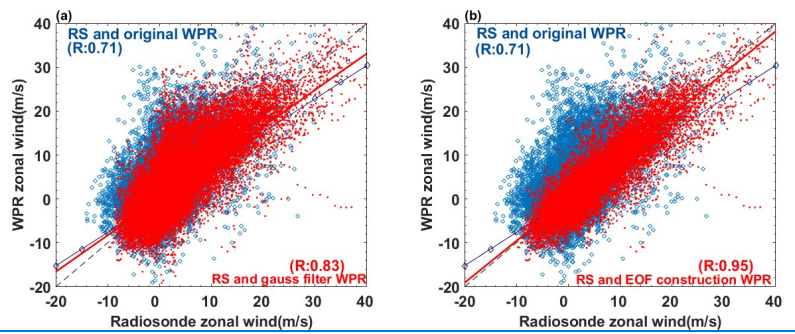 (a)
RS and original WPR
(R:0.71)
WPR zonal wind(m/s)
40
30
20
10
0
-10
-20
(R:0.83)
RS and gauss filter WPR
-20 -10 0 10 20 30 40
Radiosonde zonal wind(m/s)
(b)
RS and original WPR
(R:0.71)
WPR zonal wind(m/s)
40
30
20
10
0
-10
-20
(R:0.95)
RS and EOF construction WPR
-20 -10 0 10 20 30 40
Radiosonde zonal wind(m/s)